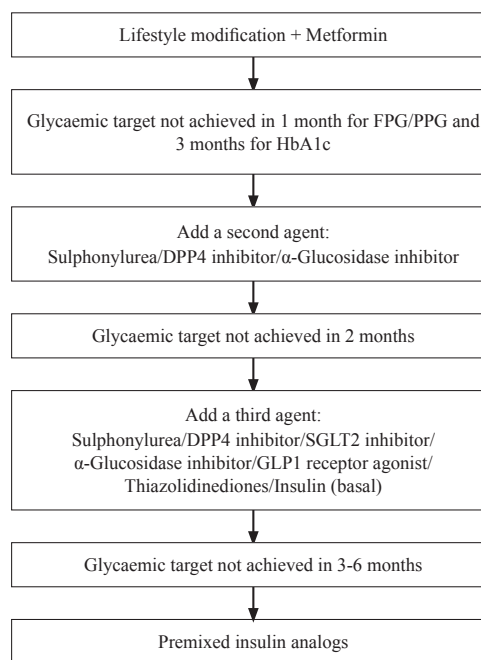 Lifestyle modification + Metformin
Glycaemic target not achieved in 1 month for FPG/PPG and
3 months for HbA1c
Add a second agent:
Sulphonylurea/DPP4 inhibitor/α-Glucosidase inhibitor
Glycaemic target not achieved in 2 months
Add a third agent:
Sulphonylurea/DPP4 inhibitor/SGLT2 inhibitor/
α-Glucosidase inhibitor/GLP1 receptor agonist/
Thiazolidinediones/Insulin (basal)
Glycaemic target not achieved in 3-6 months
Premixed insulin analogs